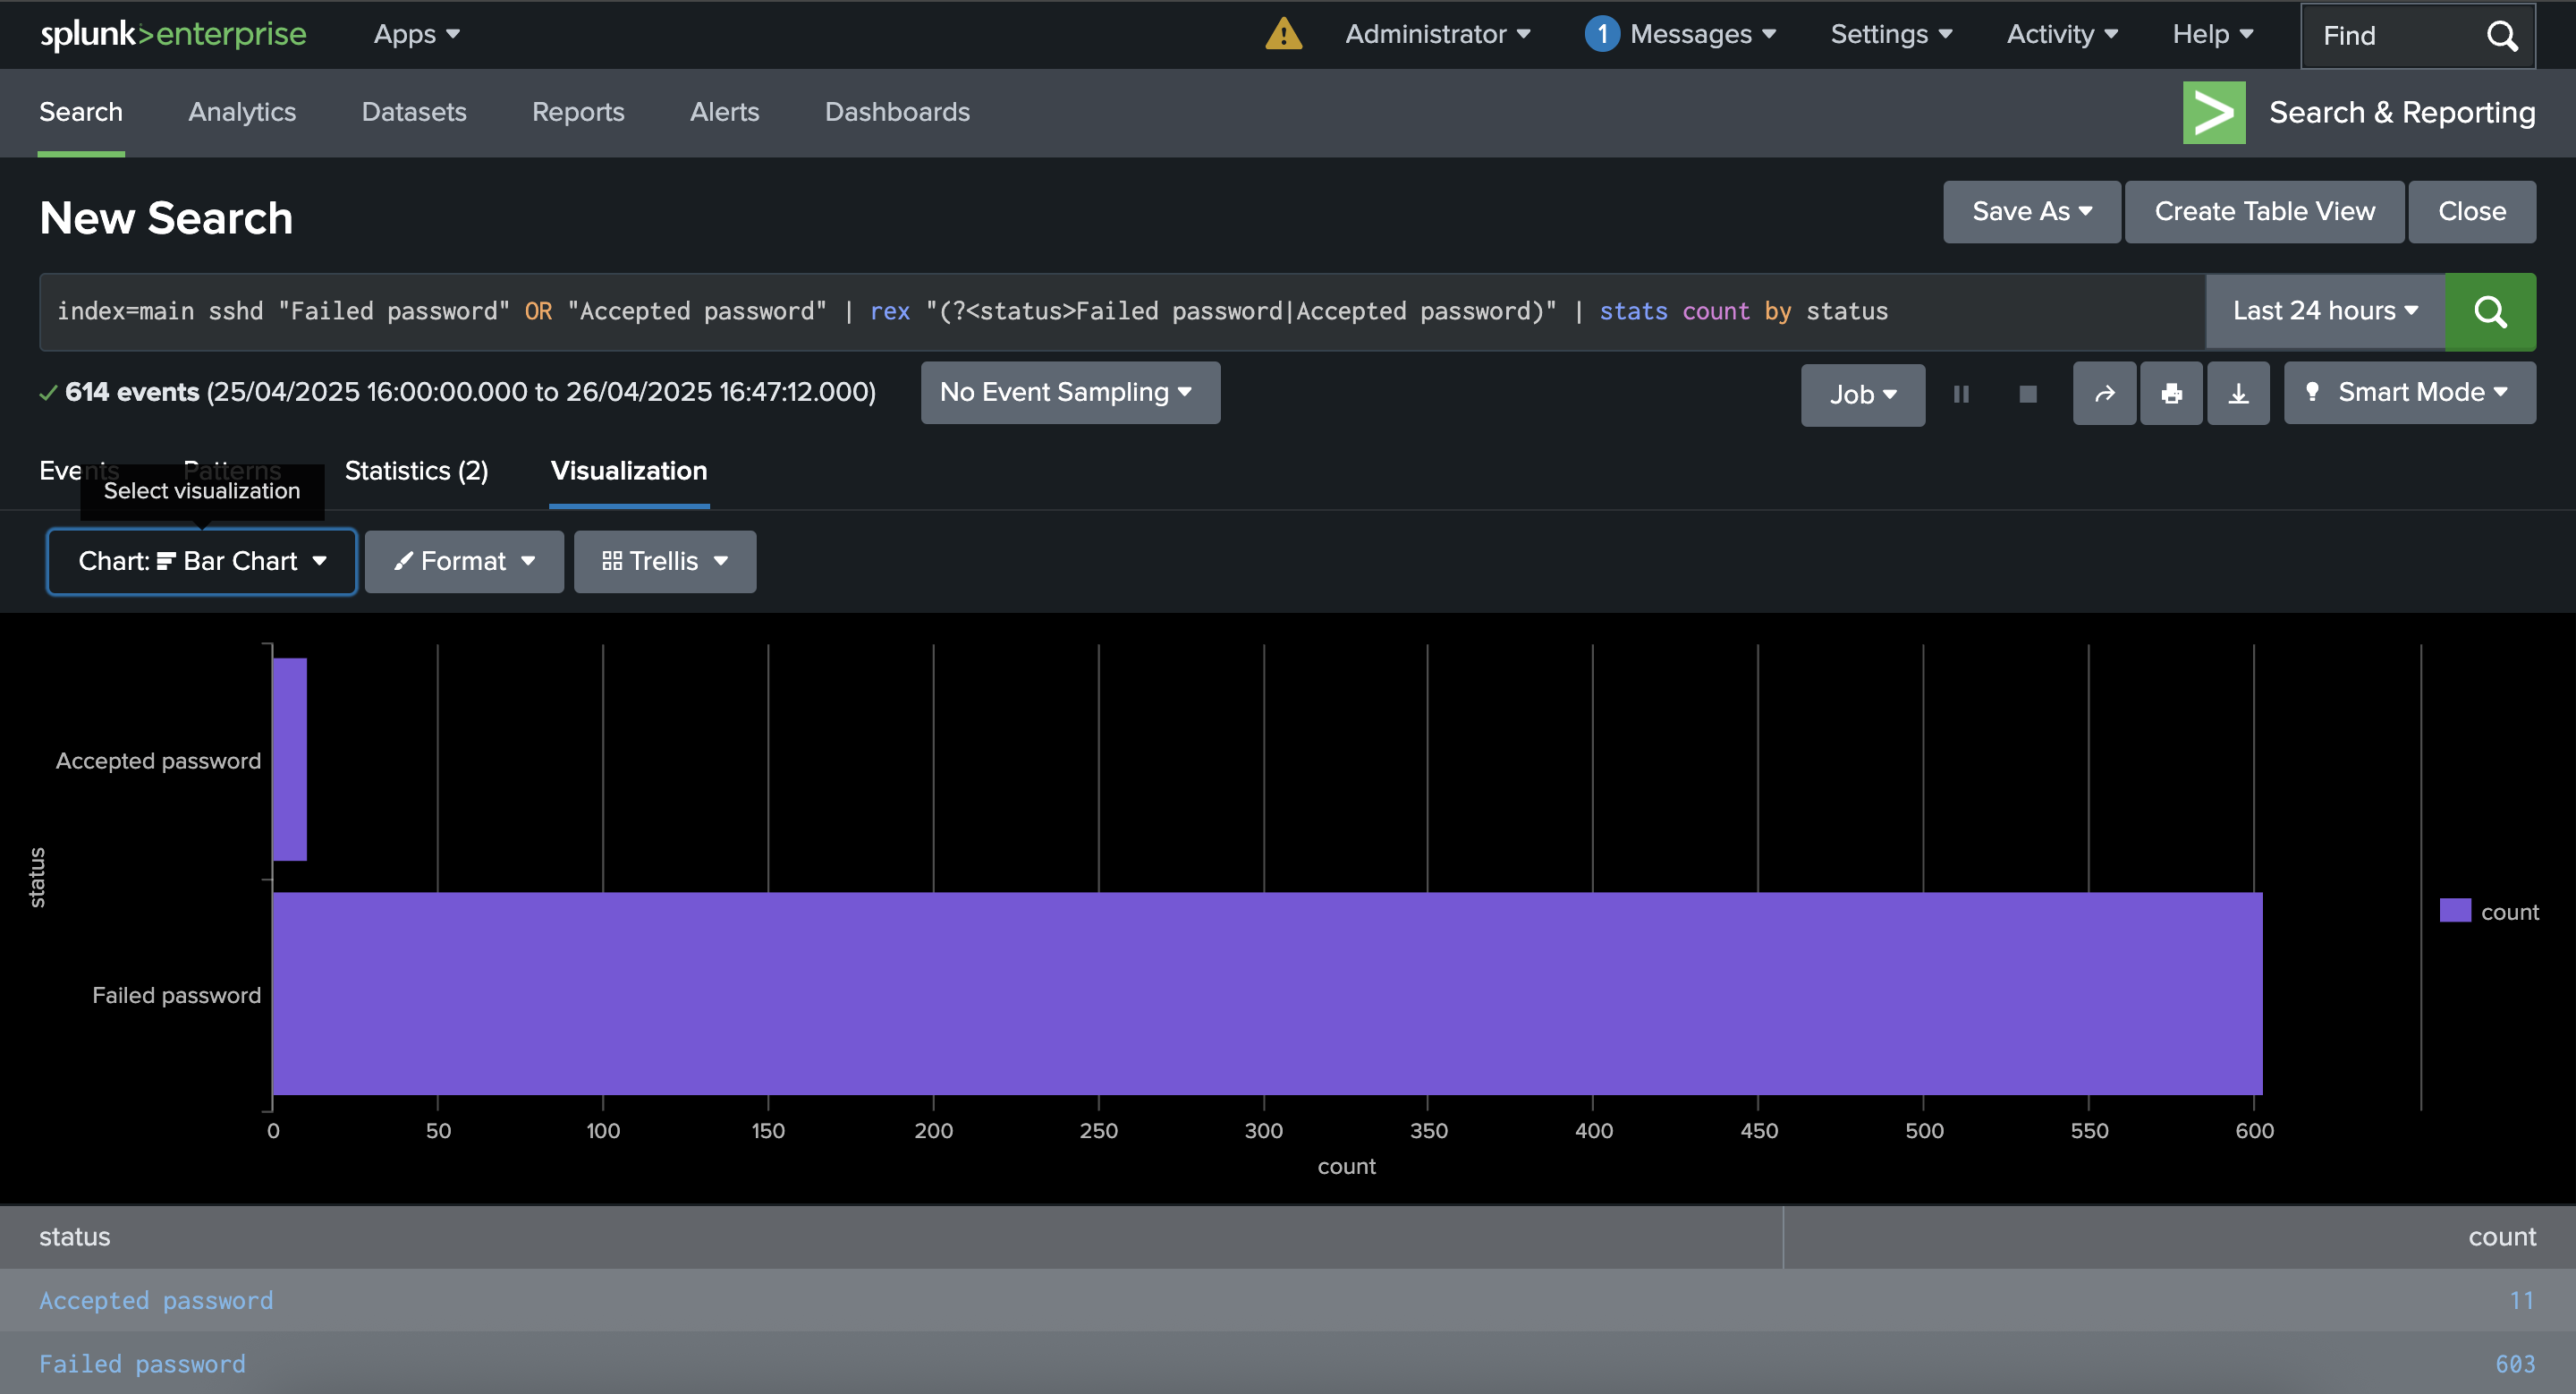 splunk>enterprise Apps Administrator 1 Messages Settings Activity Help Find
Search Analytics Datasets Reports Alerts Dashboards Search & Reporting
New Search Save As Create Table View Close
index=main sshd "Failed password" OR "Accepted password" | rex "(?<status>Failed password|Accepted password)" | stats count by status Last 24 hours
614 events (25/04/2025 16:00:00.000 to 26/04/2025 16:47:12.000) No Event Sampling Job Smart Mode
Events Patterns Statistics (2) Visualization
Select visualization
Chart: Bar Chart Format Trellis
Accepted password
status
count
Failed password
0 50 100 150 200 250 300 350 400 450 500 550 600
count
status count
Accepted password 11
Failed password 603